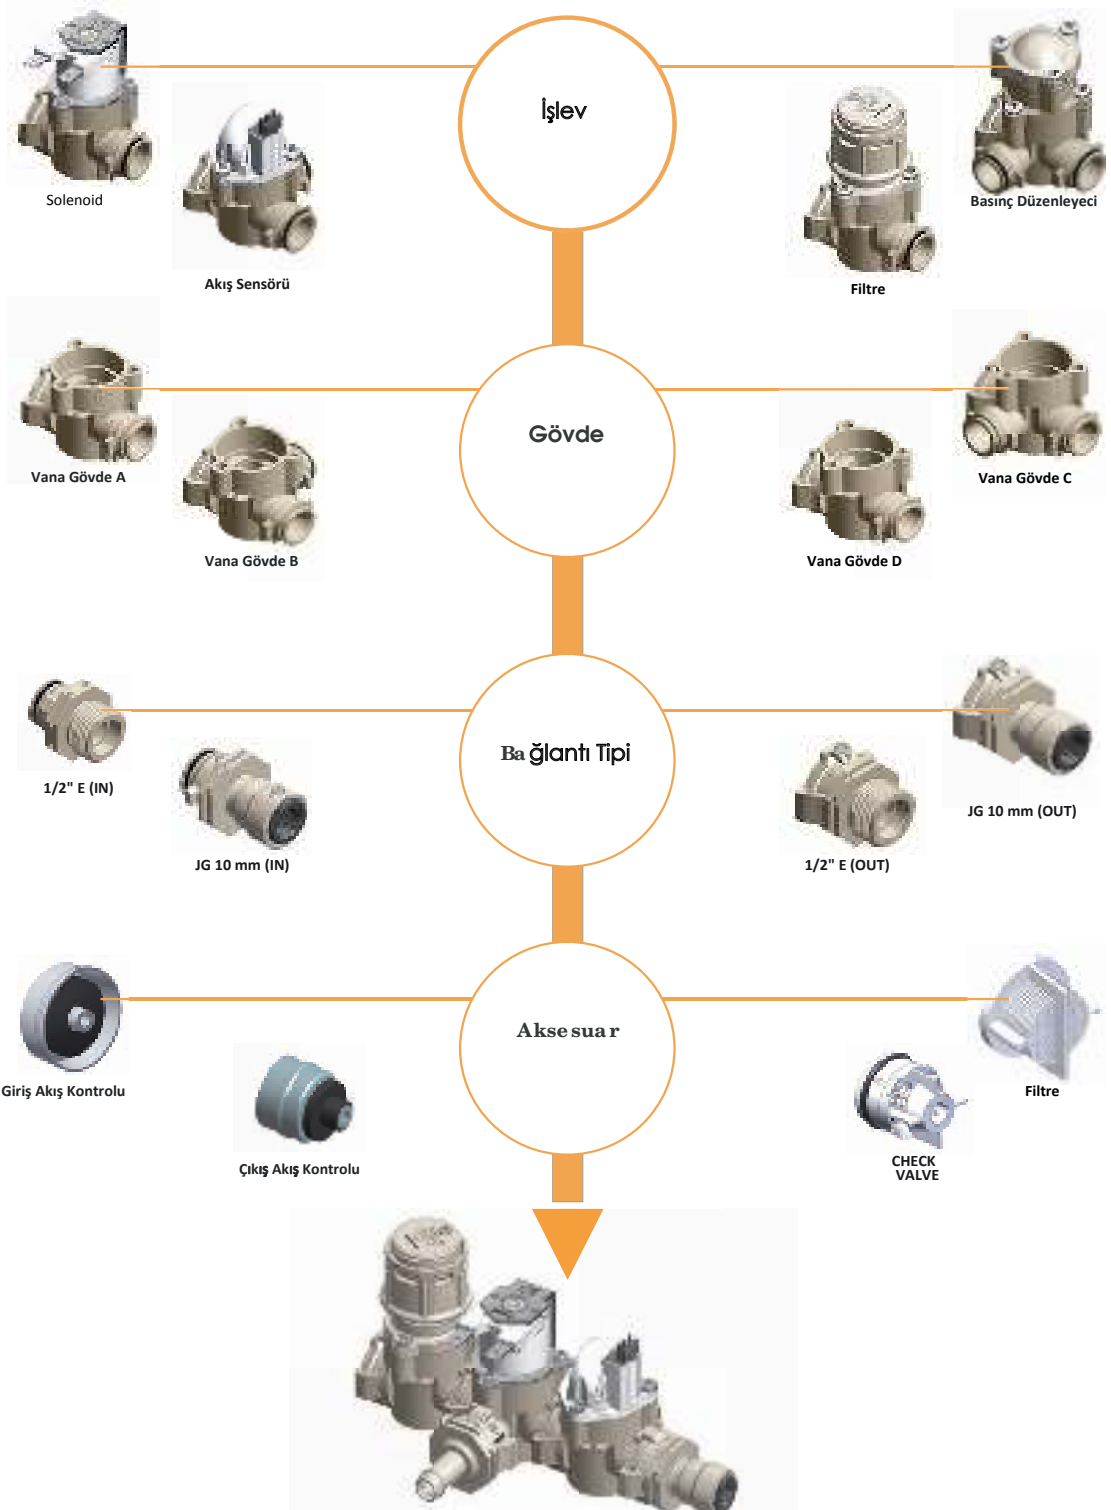 İşlev
Solenoid
Akış Sensörü
Filtre
Basınç Düzenleyeci
Gövde
Vana Gövde A
Vana Gövde B
Vana Gövde D
Vana Gövde C
Bağlantı Tipi
1/2" E (IN)
JG 10 mm (IN)
1/2" E (OUT)
JG 10 mm (OUT)
Aksesuar
Giriş Akış Kontrolu
Çıkış Akış Kontrolu
CHECK
VALVE
Filtre